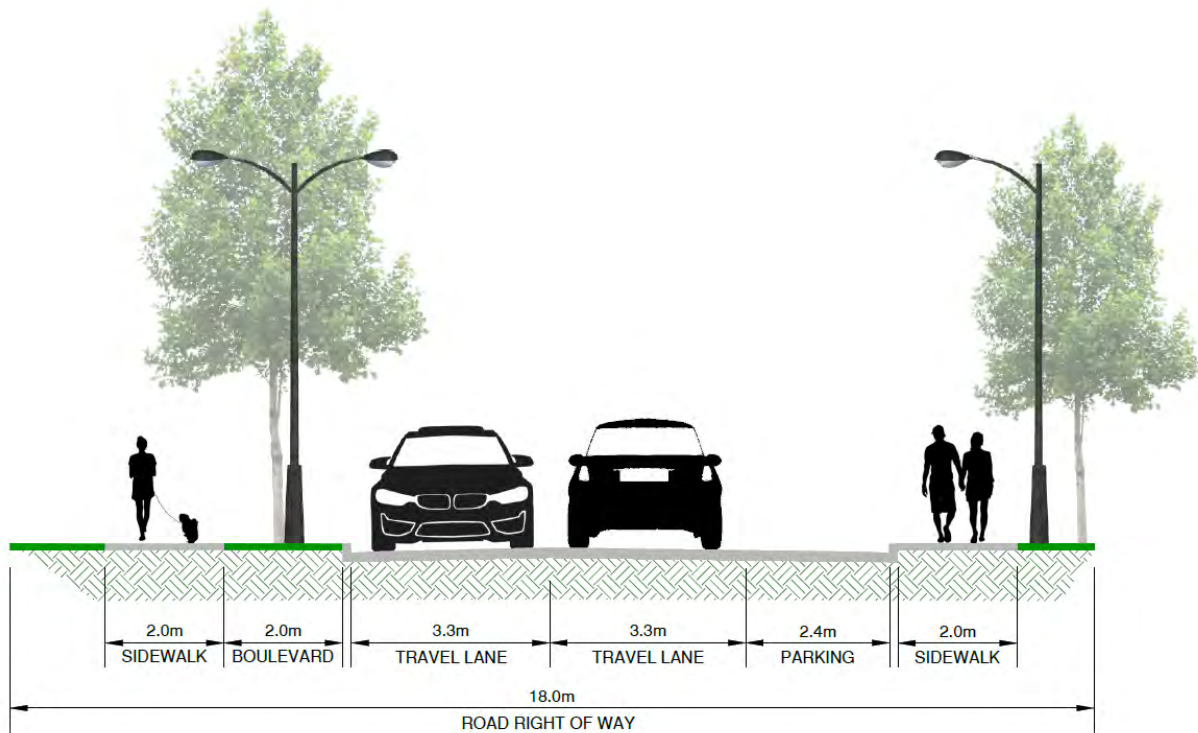 2.0m
SIDEWALK
2.0m
BOULEVARD
3.3m
TRAVEL LANE
3.3m
TRAVEL LANE
2.4m
PARKING
2.0m
SIDEWALK
18.0m
ROAD RIGHT OF WAY